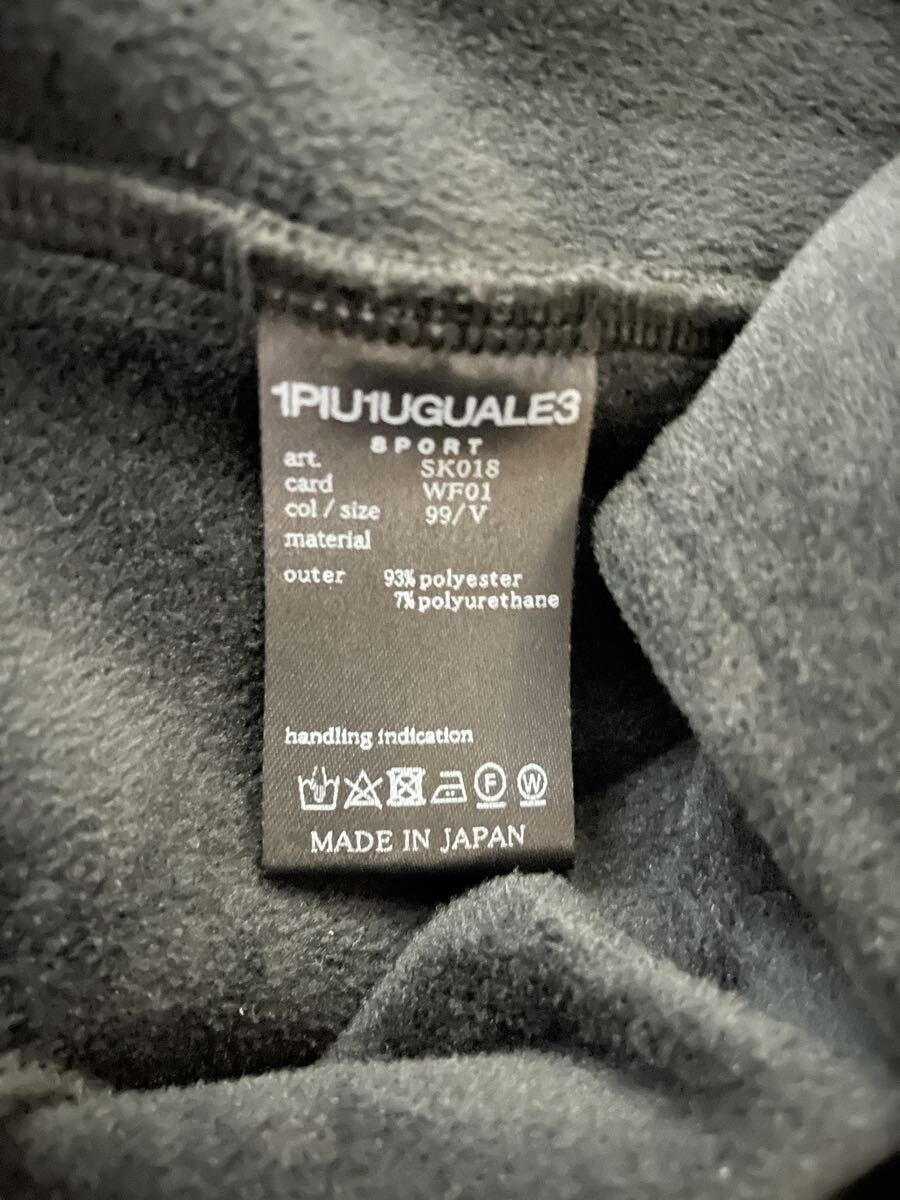 1PIU1UGUALE3
SPORT
art. SK018
card WF01
col / size 99/V
material
outer 93% polyester
7% polyurethane
handling indication
F W
MADE IN JAPAN